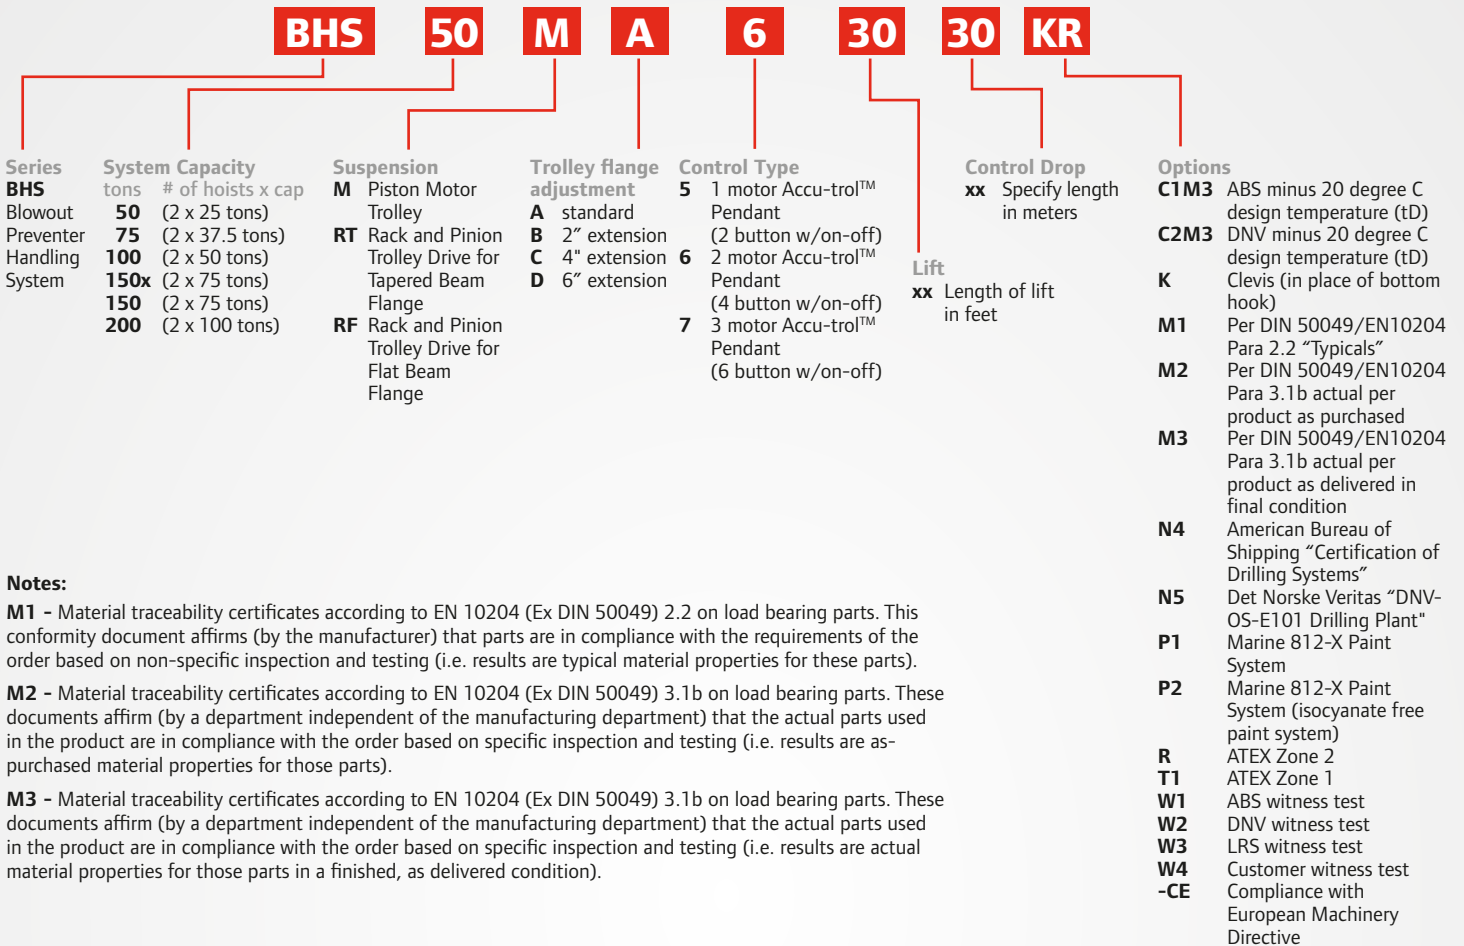 BHS 50 M A 6 30 30 KR
Series
BHS
Blowout
Preventer
Handling
System
System Capacity
tons # of hoists x cap
50 (2 x 25 tons)
75 (2 x 37.5 tons)
100 (2 x 50 tons)
150x (2 x 75 tons)
150 (2 x 75 tons)
200 (2 x 100 tons)
Suspension
M Piston Motor
Trolley
RT Rack and Pinion
Trolley Drive for
Tapered Beam
Flange
RF Rack and Pinion
Trolley Drive for
Flat Beam
Flange
Trolley flange
adjustment
A standard
B 2″ extension
C 4" extension
D 6″ extension
Control Type
5 1 motor Accu-trol™
Pendant
(2 button w/on-off)
6 2 motor Accu-trol™
Pendant
(4 button w/on-off)
7 3 motor Accu-trol™
Pendant
(6 button w/on-off)
Lift
xx Length of lift
in feet
Control Drop
xx Specify length
in meters
Options
C1M3 ABS minus 20 degree C
design temperature (tD)
C2M3 DNV minus 20 degree C
design temperature (tD)
K Clevis (in place of bottom
hook)
M1 Per DIN 50049/EN10204
Para 2.2 “Typicals”
M2 Per DIN 50049/EN10204
Para 3.1b actual per
product as purchased
M3 Per DIN 50049/EN10204
Para 3.1b actual per
product as delivered in
final condition
N4 American Bureau of
Shipping “Certification of
Drilling Systems”
N5 Det Norske Veritas “DNV-
OS-E101 Drilling Plant"
P1 Marine 812-X Paint
System
P2 Marine 812-X Paint
System (isocyanate free
paint system)
R ATEX Zone 2
T1 ATEX Zone 1
W1 ABS witness test
W2 DNV witness test
W3 LRS witness test
W4 Customer witness test
-CE Compliance with
European Machinery
Directive
Notes:
M1 - Material traceability certificates according to EN 10204 (Ex DIN 50049) 2.2 on load bearing parts. This
conformity document affirms (by the manufacturer) that parts are in compliance with the requirements of the
order based on non-specific inspection and testing (i.e. results are typical material properties for these parts).
M2 - Material traceability certificates according to EN 10204 (Ex DIN 50049) 3.1b on load bearing parts. These
documents affirm (by a department independent of the manufacturing department) that the actual parts used
in the product are in compliance with the order based on specific inspection and testing (i.e. results are as-
purchased material properties for those parts).
M3 - Material traceability certificates according to EN 10204 (Ex DIN 50049) 3.1b on load bearing parts. These
documents affirm (by a department independent of the manufacturing department) that the actual parts used
in the product are in compliance with the order based on specific inspection and testing (i.e. results are actual
material properties for those parts in a finished, as delivered condition).